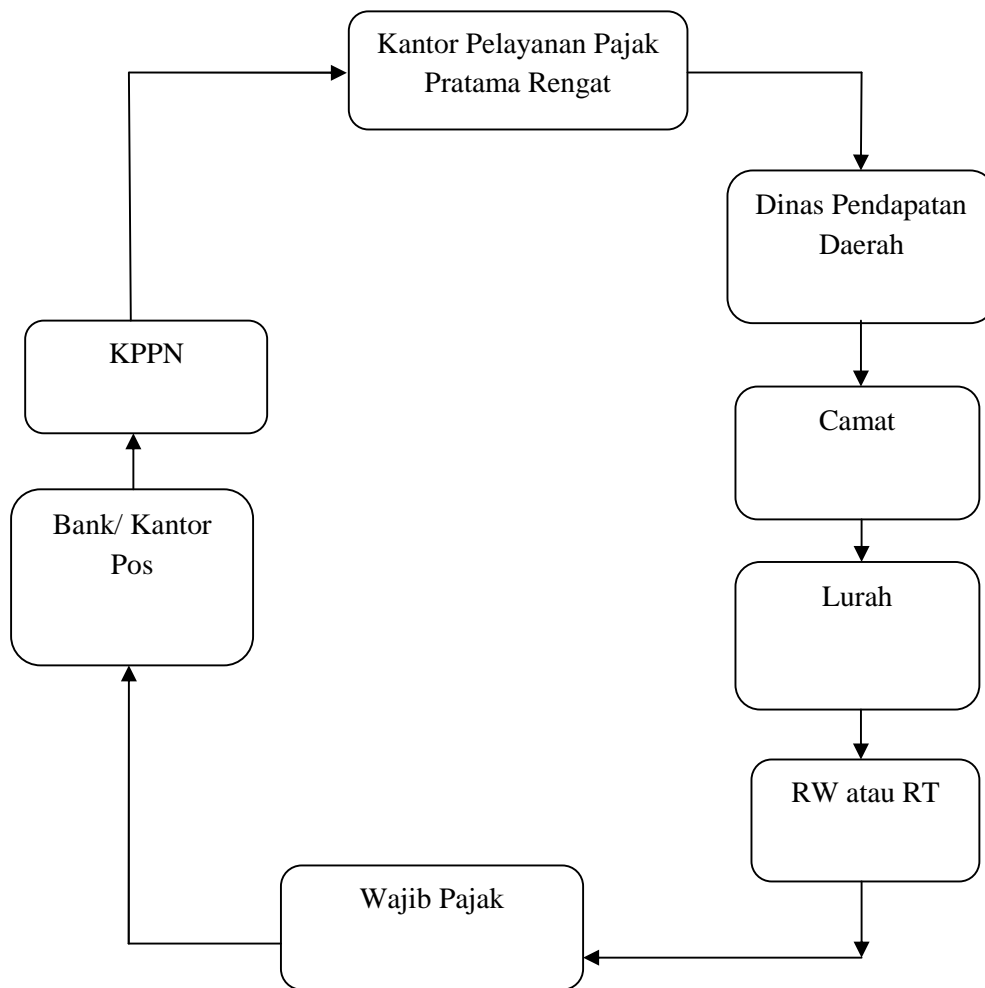 Kantor Pelayanan Pajak
Pratama Rengat
Dinas Pendapatan
Daerah
KPPN
Camat
Bank/ Kantor
Pos
Lurah
RW atau RT
Wajib Pajak